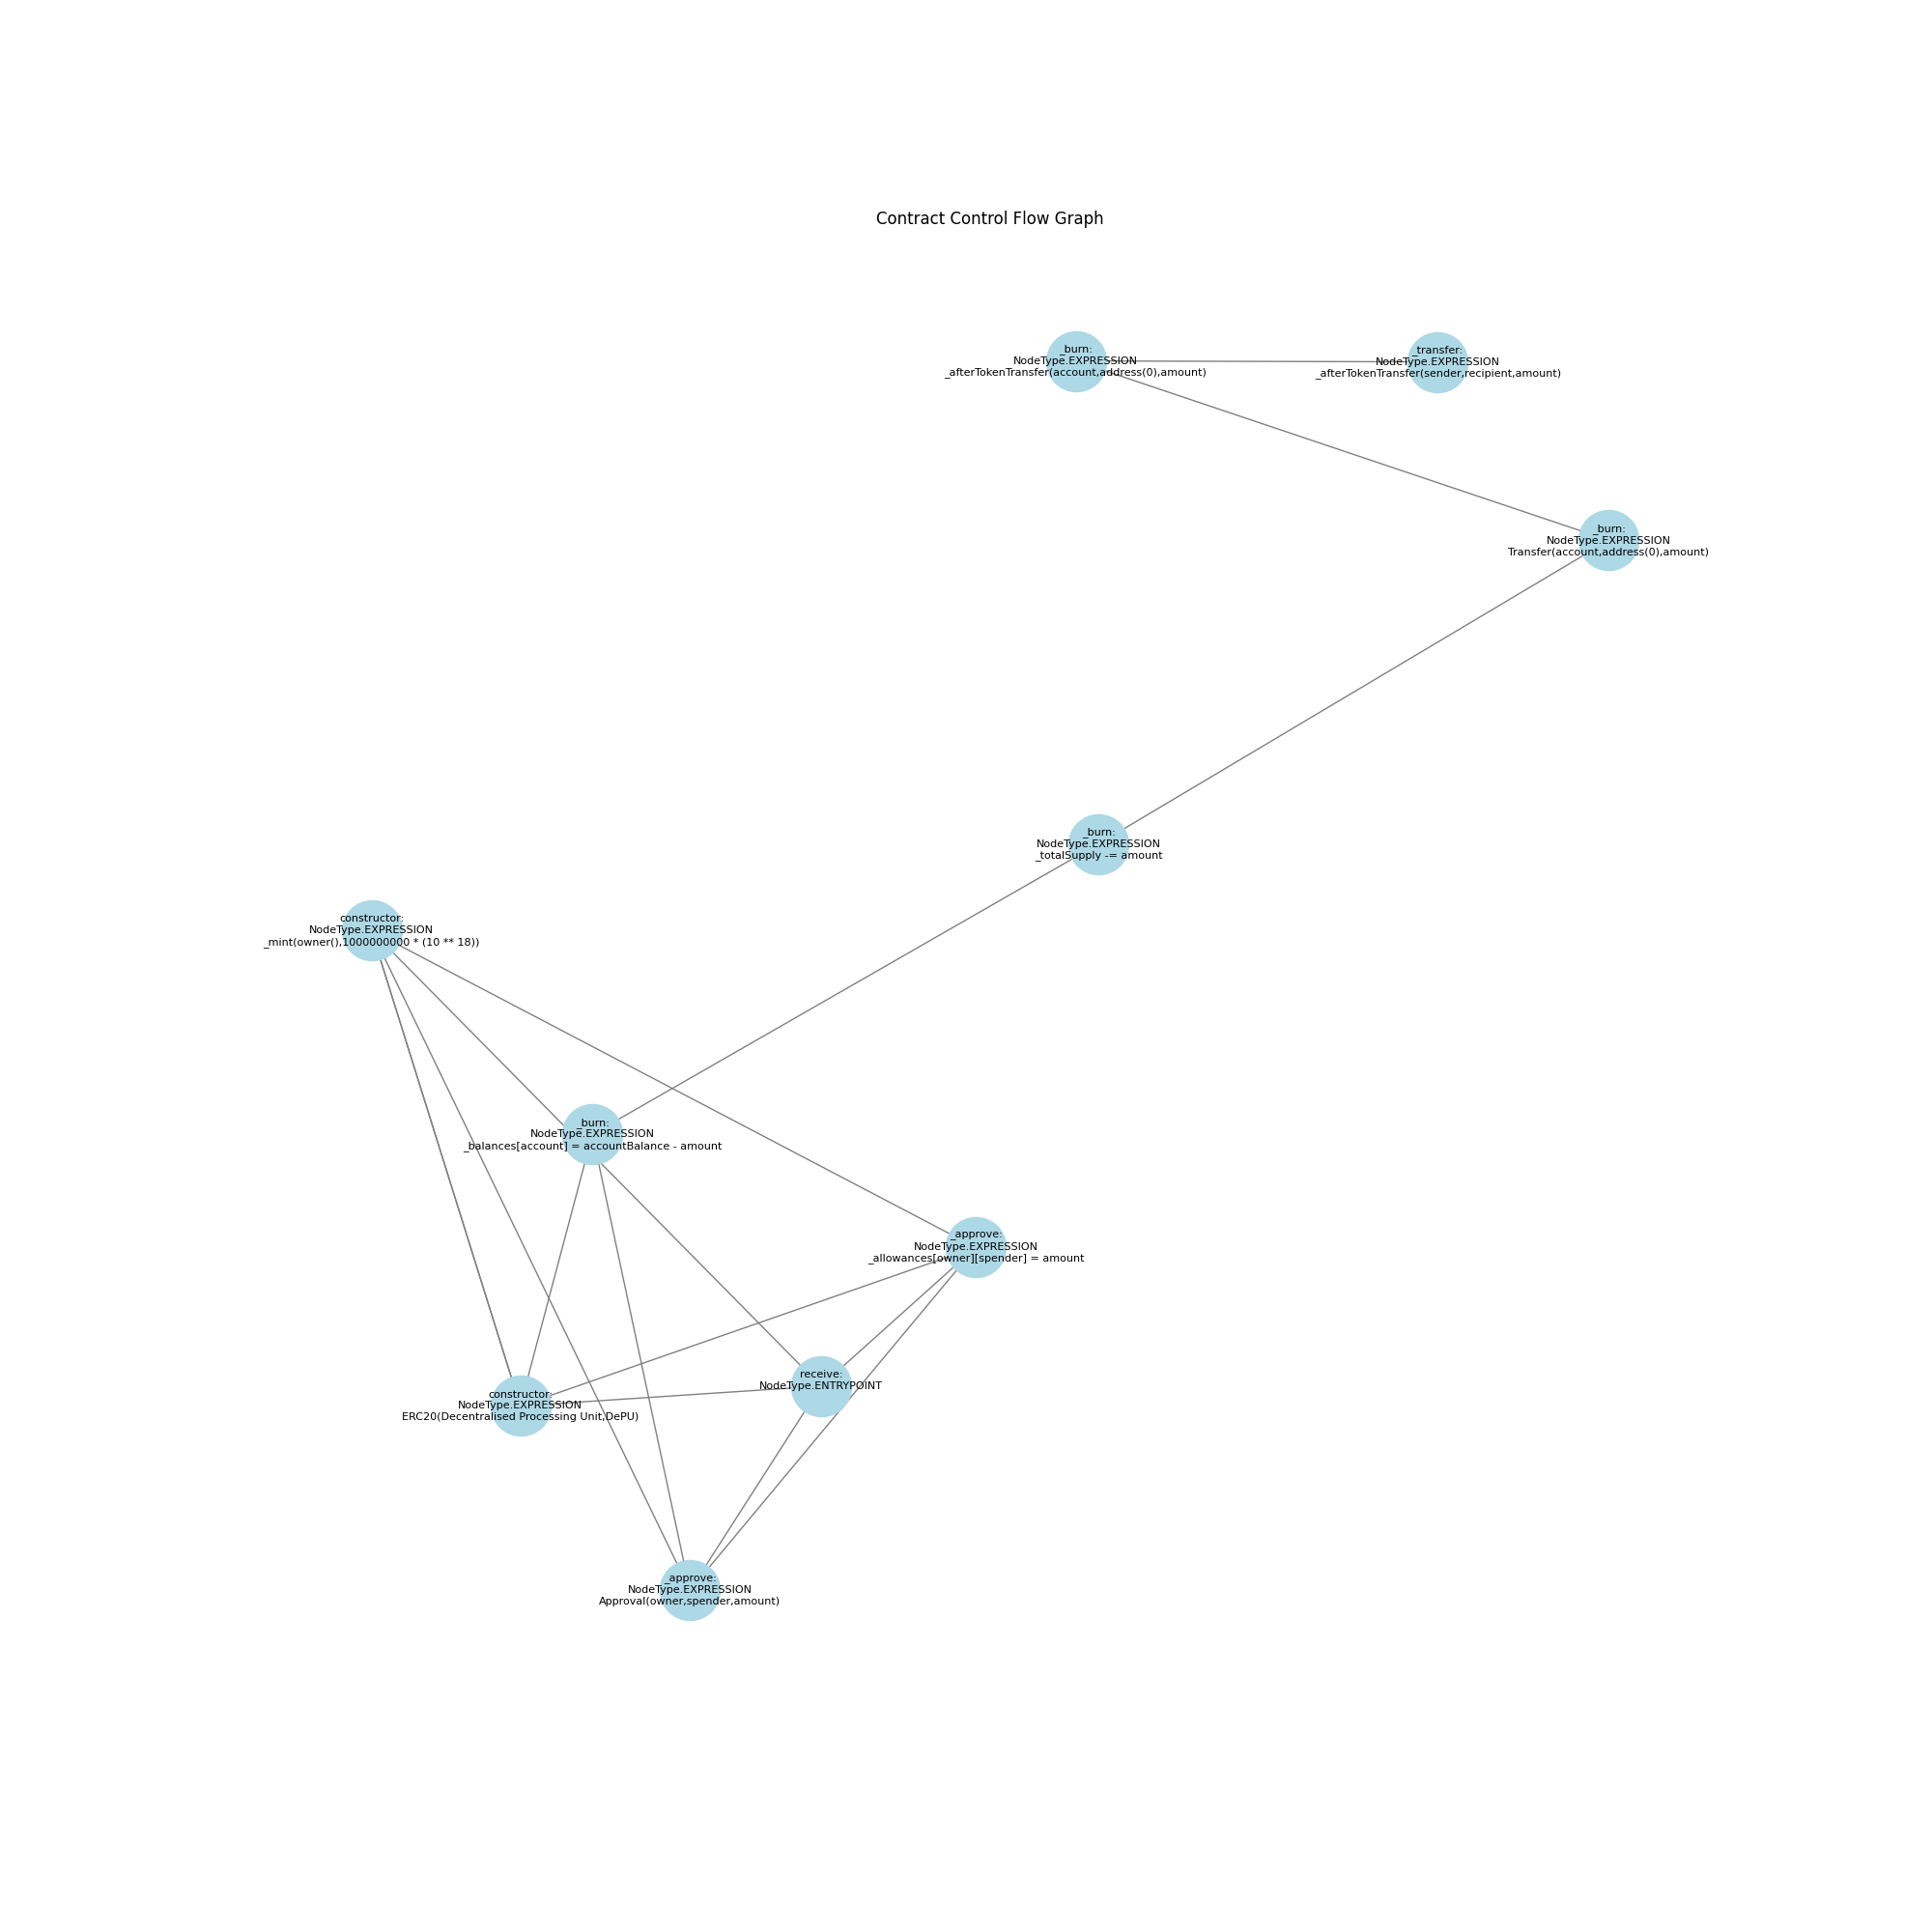 Contract Control Flow Graph
_burn:
NodeType.EXPRESSION
_afterTokenTransfer(account,address(0),amount)
_transfer:
NodeType.EXPRESSION
_afterTokenTransfer(sender,recipient,amount)
_burn:
NodeType.EXPRESSION
Transfer(account,address(0),amount)
_burn:
NodeType.EXPRESSION
_totalSupply -= amount
constructor:
NodeType.EXPRESSION
_mint(owner(),1000000000 * (10 ** 18))
_burn:
NodeType.EXPRESSION
_balances[account] = accountBalance - amount
_approve:
NodeType.EXPRESSION
_allowances[owner][spender] = amount
receive:
NodeType.ENTRYPOINT
constructor:
NodeType.EXPRESSION
ERC20(Decentralised Processing Unit,DePU)
_approve:
NodeType.EXPRESSION
Approval(owner,spender,amount)